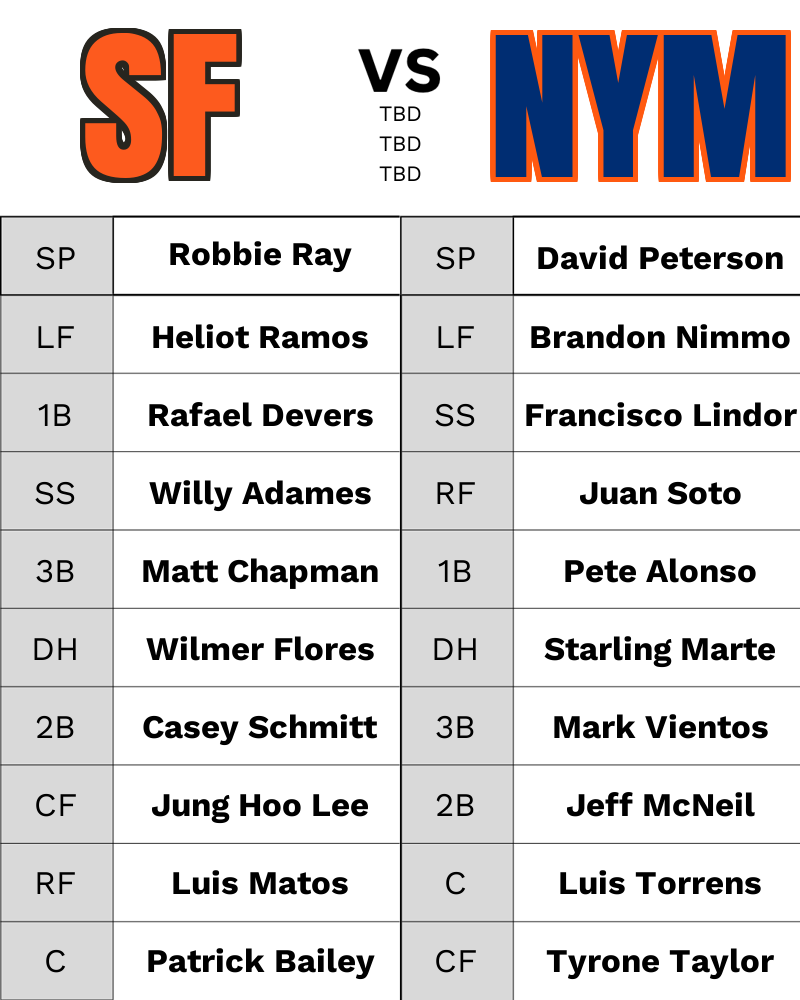 SF VS NYM
TBD
TBD
TBD
SP Robbie Ray SP David Peterson
LF Heliot Ramos LF Brandon Nimmo
1B Rafael Devers SS Francisco Lindor
SS Willy Adames RF Juan Soto
3B Matt Chapman 1B Pete Alonso
DH Wilmer Flores DH Starling Marte
2B Casey Schmitt 3B Mark Vientos
CF Jung Hoo Lee 2B Jeff McNeil
RF Luis Matos C Luis Torrens
C Patrick Bailey CF Tyrone Taylor